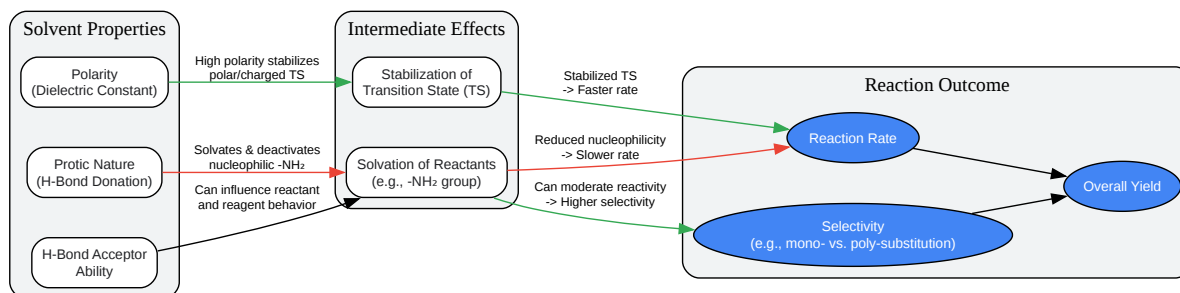 Solvent Properties
Polarity
(Dielectric Constant)
Protic Nature
(H-Bond Donation)
H-Bond Acceptor
Ability
High polarity stabilizes
polar/charged TS
Solvates & deactivates
nucleophilic -NH₂
Can influence reactant
and reagent behavior
Intermediate Effects
Stabilization of
Transition State (TS)
Solvation of Reactants
(e.g., -NH₂ group)
Stabilized TS
-> Faster rate
Reduced nucleophilicity
-> Slower rate
Can moderate reactivity
-> Higher selectivity
Reaction Outcome
Reaction Rate
Selectivity
(e.g., mono- vs. poly-substitution)
Overall Yield